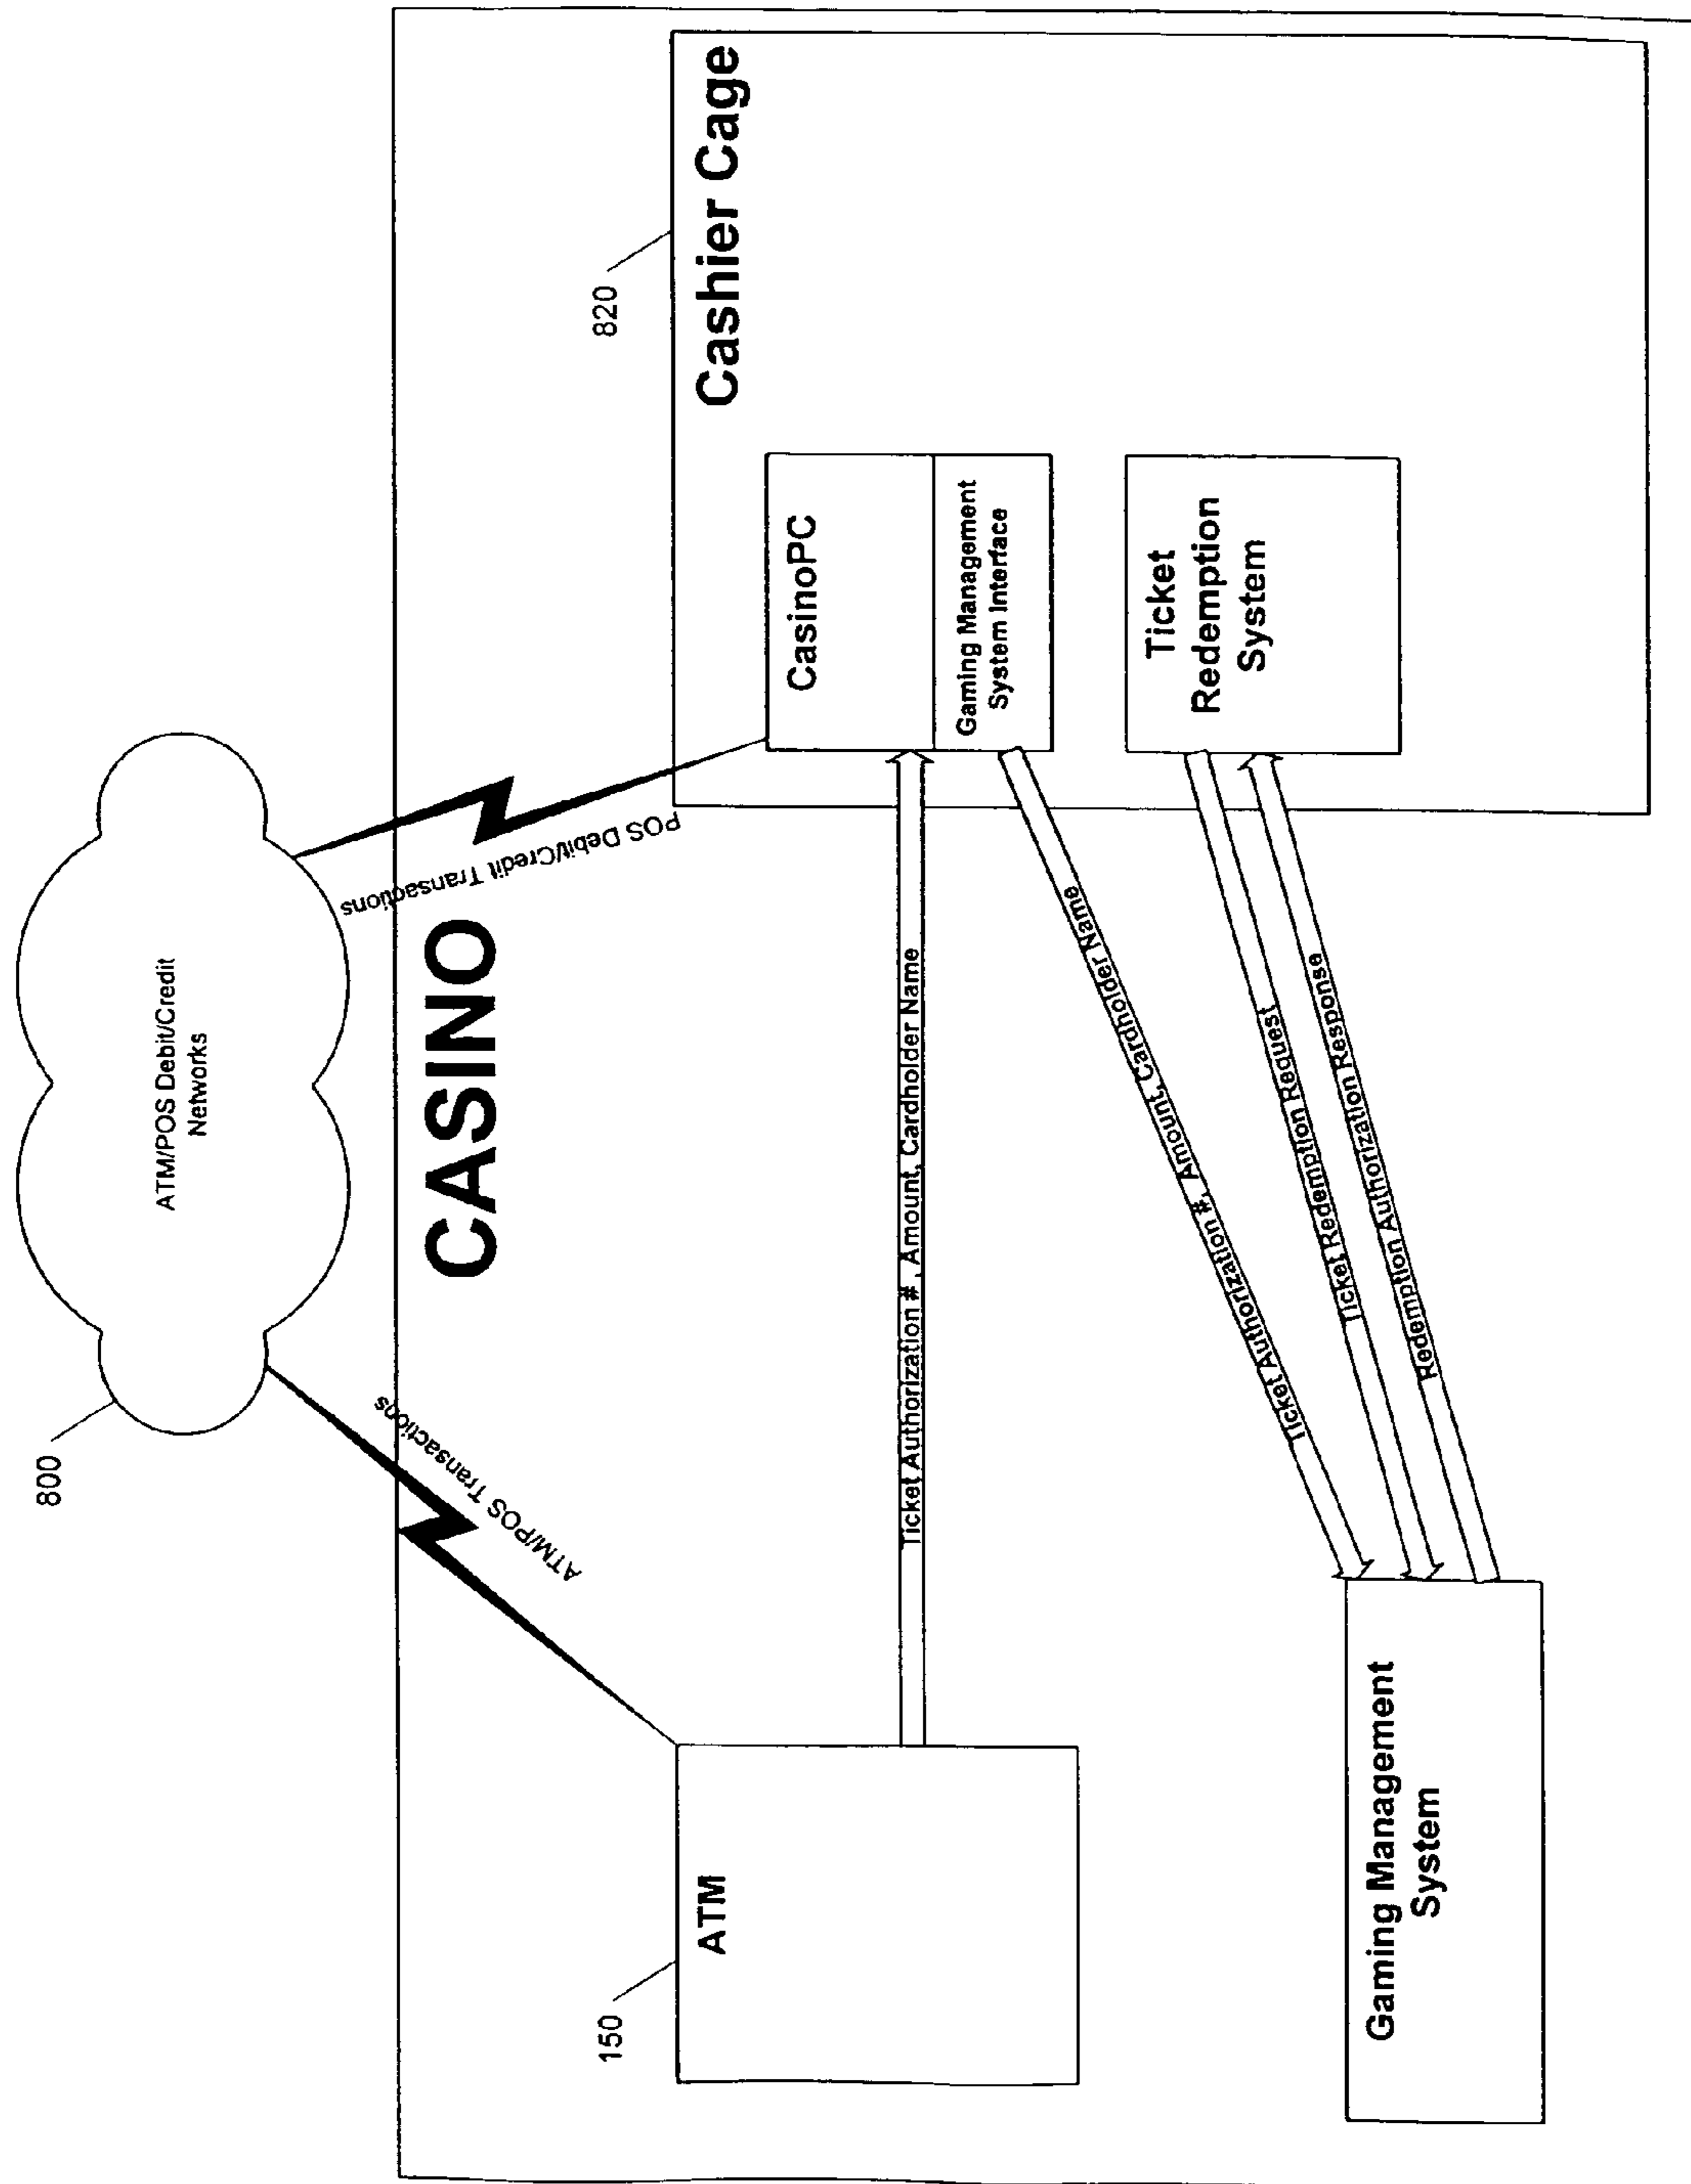 800
ATM/POS Debit/Credit
Networks
ATM/POS Transactions
POS Debit/Credit Transactions
CASINO
820
Cashier Cage
150
ATM
CasinoPC
Gaming Management
System Interface
Ticket Authorization #, Amount, Cardholder Name
Ticket Authorization #, Amount, Cardholder Name
Ticket
Redemption
System
Ticket Redemption Request
Redemption Authorization Response
Gaming Management
System